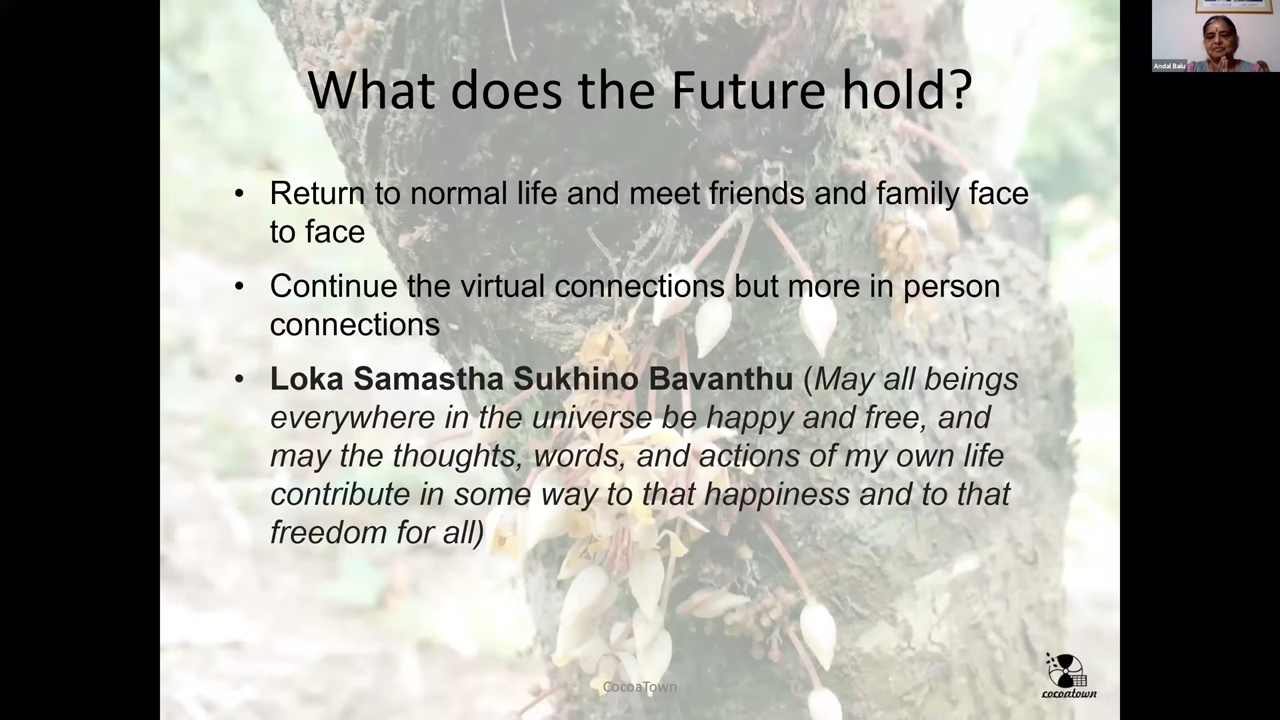 What does the Future hold?
• Return to normal life and meet friends and family face
to face
• Continue the virtual connections but more in person
connections
• Loka Samastha Sukhino Bavanthu (May all beings
everywhere in the universe be happy and free, and
may the thoughts, words, and actions of my own life
contribute in some way to that happiness and to that
freedom for all)
CocoaTown
cocoatown
Andal Balu